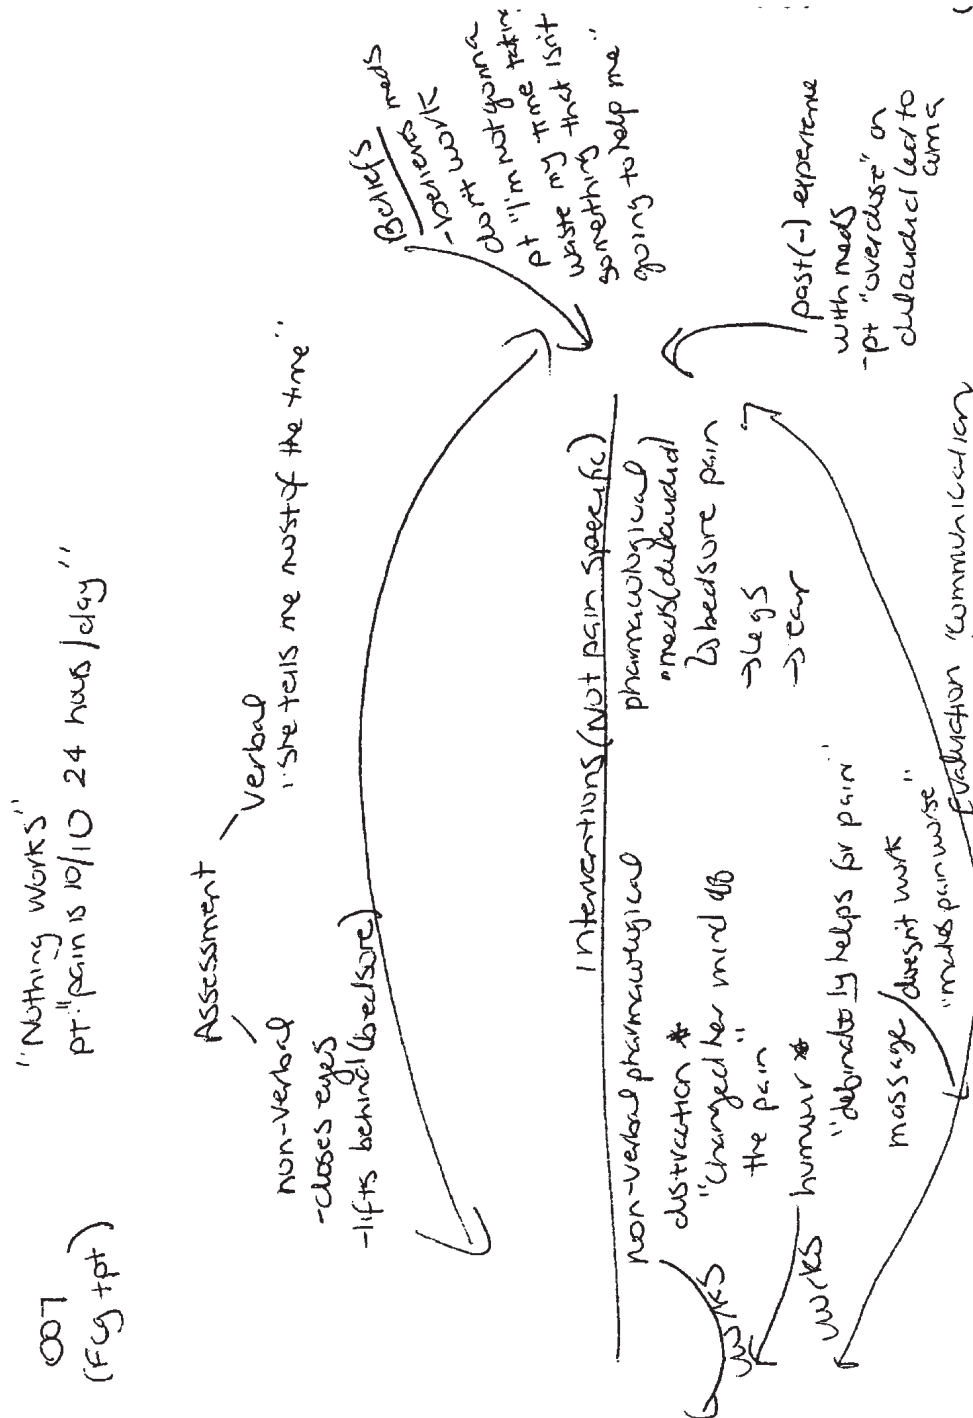 007
(Fcg + pt)
"Nothing works"
pt: "pain is 10/10 24 hours/day"
Assessment
non-verbal
-closes eyes
-lifts behind (bedsore)
verbal
"she tells me most of the time"
Beliefs
-believes meds
don't work
pt "I'm not gonna
waste my time taking
something that isn't
going to help me"
Interventions (Not pain specific)
non-verbal pharmacological
distraction *
"Changed her mind off
the pain"
works
humour *
works
"definately helps for pain"
massage / doesn't work
"makes pain worse"
pharmacological
"meds (dilaudid)
↳ bedsore pain
→ legs
→ ear
past (-) experience
with meds
-pt "overdose" on
dilaudid led to
Evaluation Communication